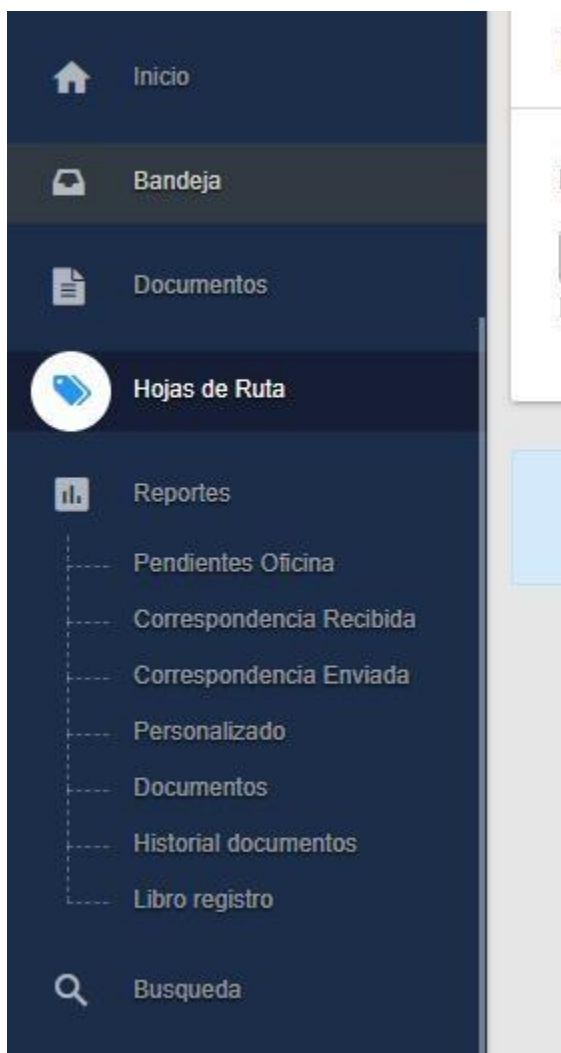 Inicio
Bandeja
Documentos
Hojas de Ruta
Reportes
Pendientes Oficina
Correspondencia Recibida
Correspondencia Enviada
Personalizado
Documentos
Historial documentos
Libro registro
Busqueda